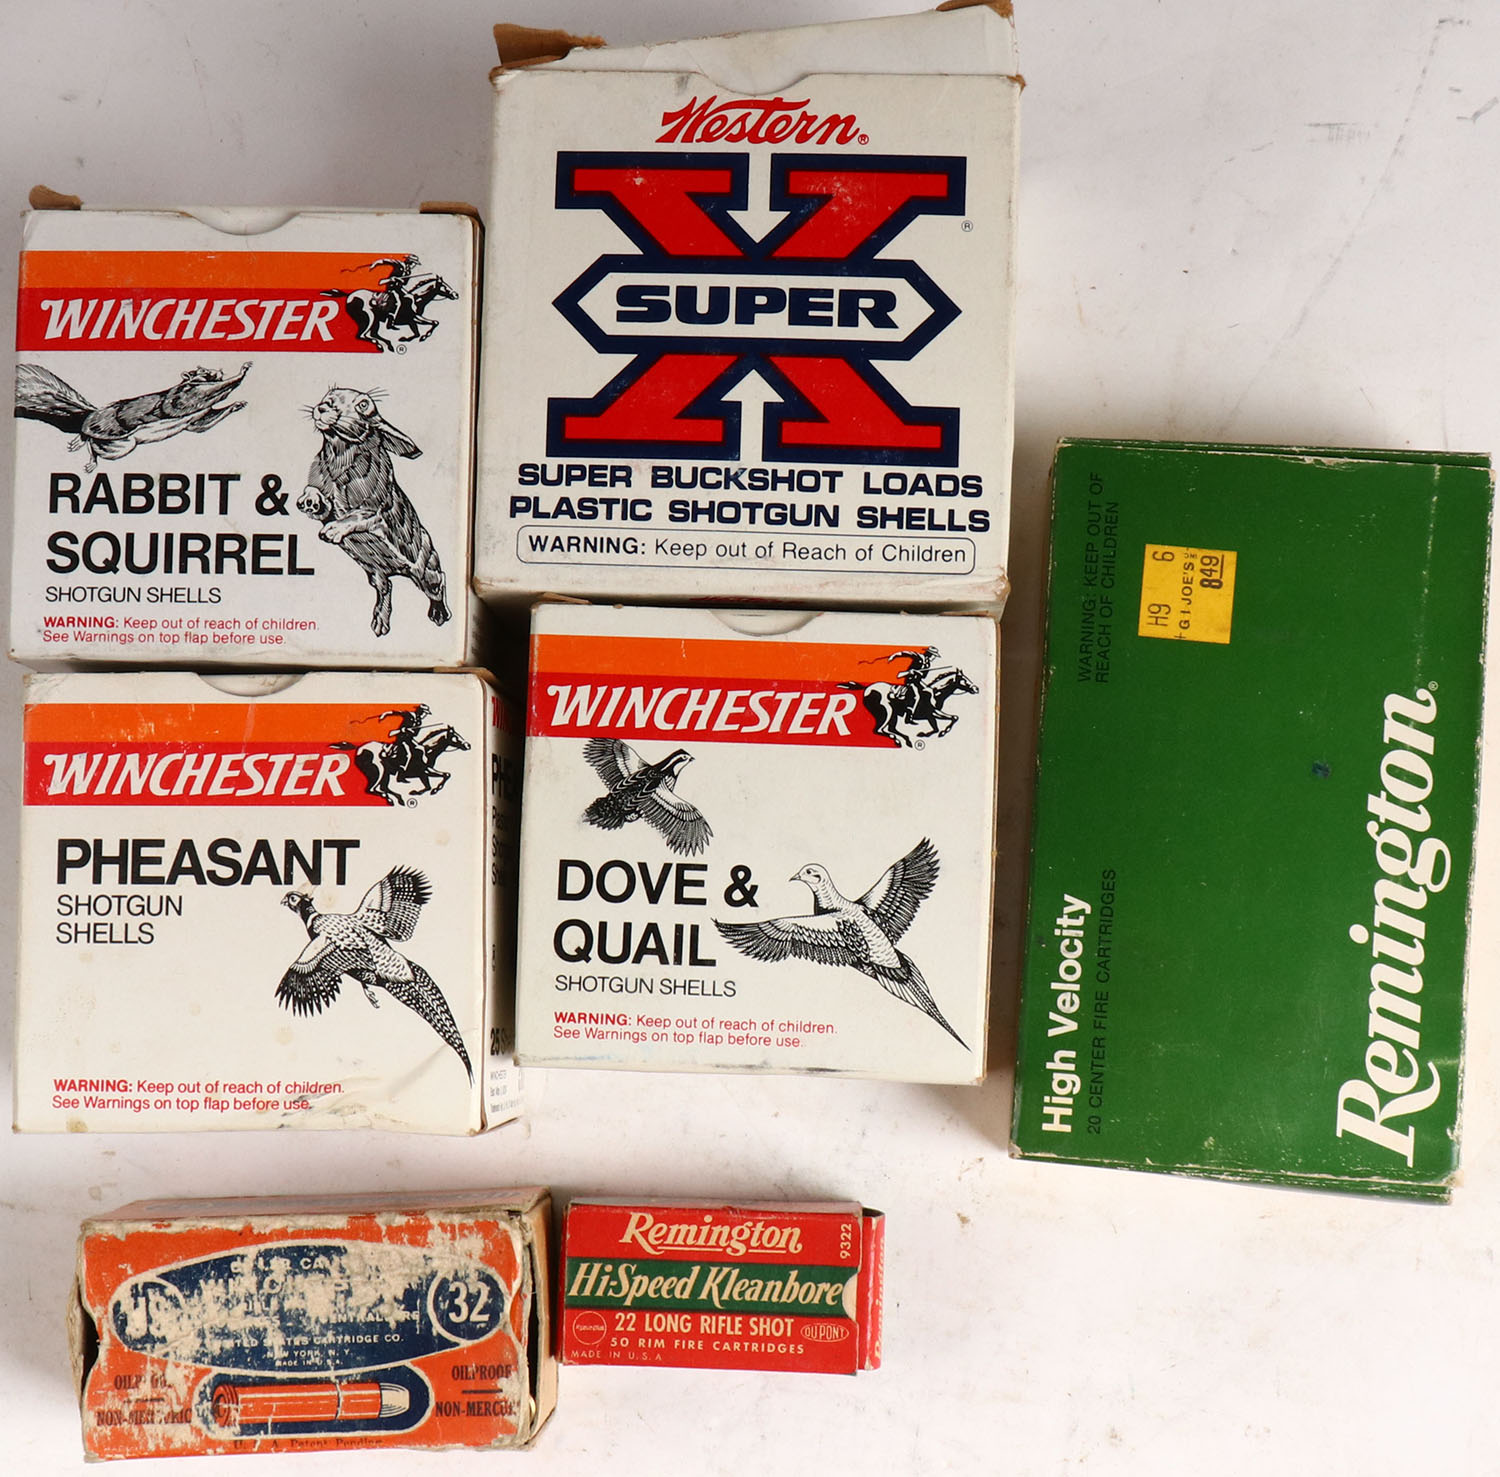 Western®
SUPER
®
SUPER BUCKSHOT LOADS
PLASTIC SHOTGUN SHELLS
WARNING: Keep out of Reach of Children
WINCHESTER
®
RABBIT &
SQUIRREL
SHOTGUN SHELLS
WARNING: Keep out of reach of children.
See Warnings on top flap before use.
WINCHESTER
®
PHEASANT
SHOTGUN
SHELLS
WARNING: Keep out of reach of children.
See Warnings on top flap before use.
WINCHESTER
®
DOVE &
QUAIL
SHOTGUN SHELLS
WARNING: Keep out of reach of children.
See Warnings on top flap before use.
WARNING: KEEP OUT OF
REACH OF CHILDREN
H9 6
G.I. JOE'S
8.49
High Velocity
20 CENTER FIRE CARTRIDGES
Remington®
32
CARTRIDGE CO.
NEW YORK, N. Y.
MADE IN U.S.A.
OILPROOF
NON-MERCURIC
Patent Pending
Remington
9322
Hi-Speed Kleanbore
22 LONG RIFLE SHOT
50 RIM FIRE CARTRIDGES
DUPONT
MADE IN U.S.A